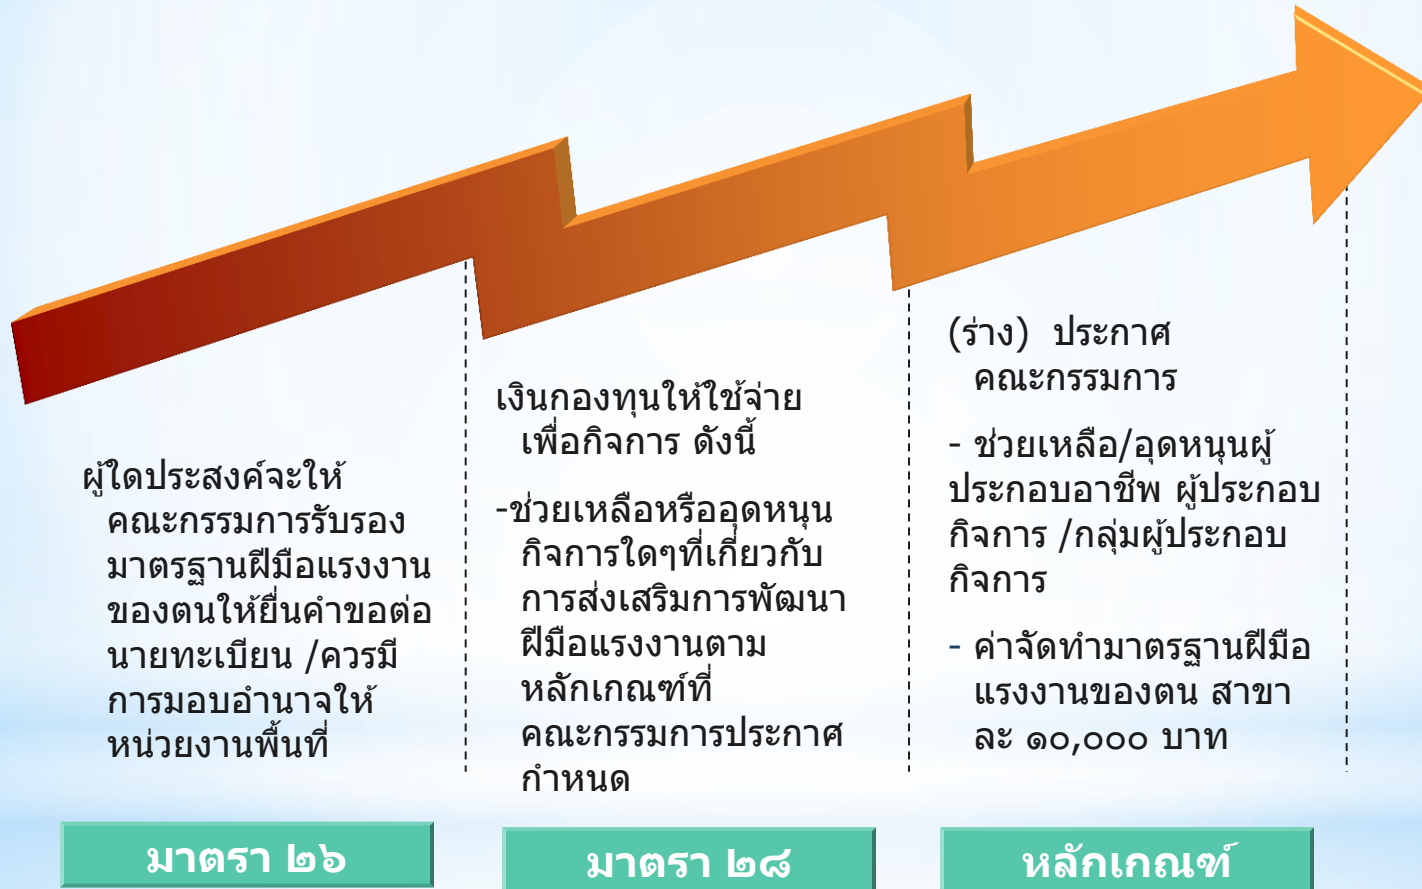 ผู้ใดประสงค์จะให้
คณะกรรมการรับรอง
มาตรฐานฝีมือแรงงาน
ของตนให้ยื่นคำขอต่อ
นายทะเบียน /ควรมี
การมอบอำนาจให้
หน่วยงานพื้นที่
มาตรา ๒๖
เงินกองทุนให้ใช้จ่าย
เพื่อกิจการ ดังนี้
-ช่วยเหลือหรืออุดหนุน
กิจการใดๆที่เกี่ยวกับ
การส่งเสริมการพัฒนา
ฝีมือแรงงานตาม
หลักเกณฑ์ที่
คณะกรรมการประกาศ
กำหนด
มาตรา ๒๘
(ร่าง) ประกาศ
คณะกรรมการ
- ช่วยเหลือ/อุดหนุนผู้
ประกอบอาชีพ ผู้ประกอบ
กิจการ /กลุ่มผู้ประกอบ
กิจการ
- ค่าจัดทำมาตรฐานฝีมือ
แรงงานของตน สาขา
ละ ๑๐,๐๐๐ บาท
หลักเกณฑ์